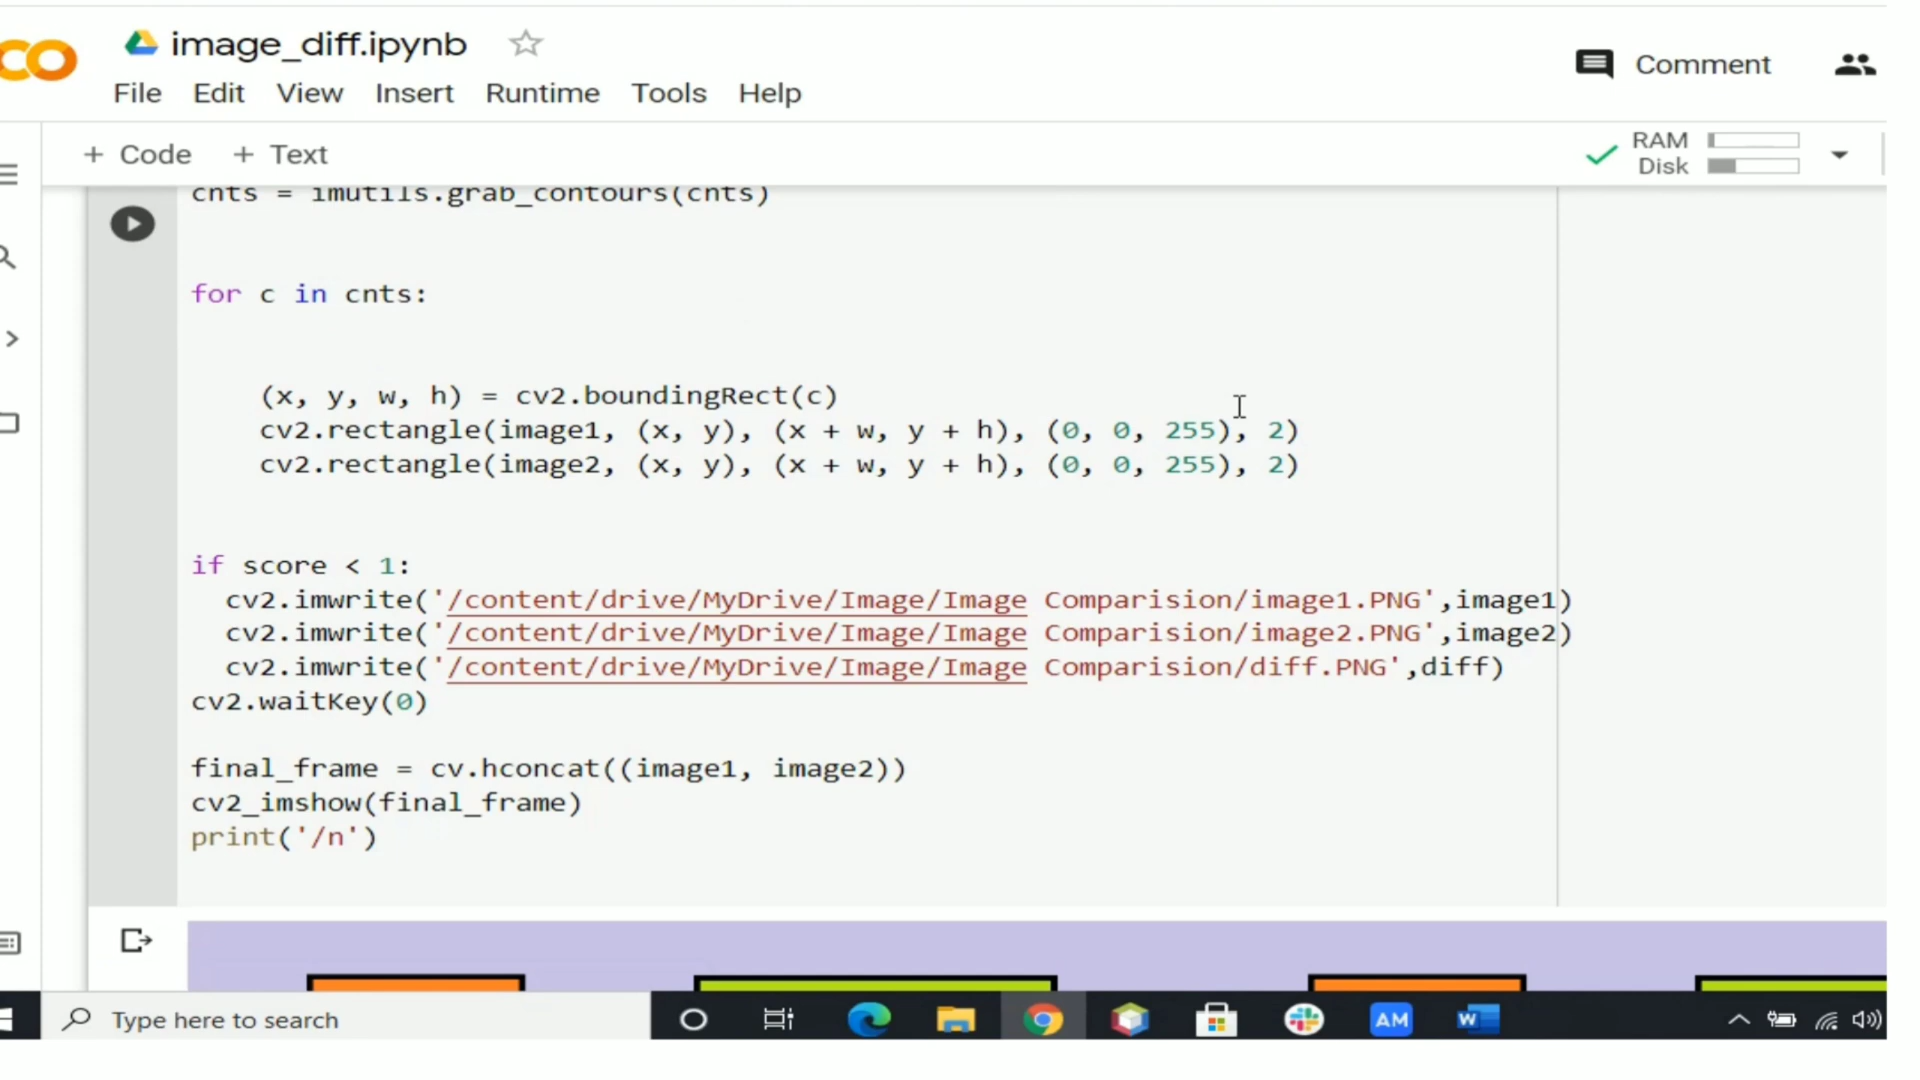 image_diff.ipynb
Comment
File Edit View Insert Runtime Tools Help
+ Code + Text
RAM
Disk
cnts = imutils.grab_contours(cnts)
for c in cnts:
(x, y, w, h) = cv2.boundingRect(c)
cv2.rectangle(image1, (x, y), (x + w, y + h), (0, 0, 255), 2)
cv2.rectangle(image2, (x, y), (x + w, y + h), (0, 0, 255), 2)
if score < 1:
cv2.imwrite('/content/drive/MyDrive/Image/Image Comparision/image1.PNG',image1)
cv2.imwrite('/content/drive/MyDrive/Image/Image Comparision/image2.PNG',image2)
cv2.imwrite('/content/drive/MyDrive/Image/Image Comparision/diff.PNG',diff)
cv2.waitKey(0)
final_frame = cv.hconcat((image1, image2))
cv2_imshow(final_frame)
print('/n')
Type here to search
AM
W